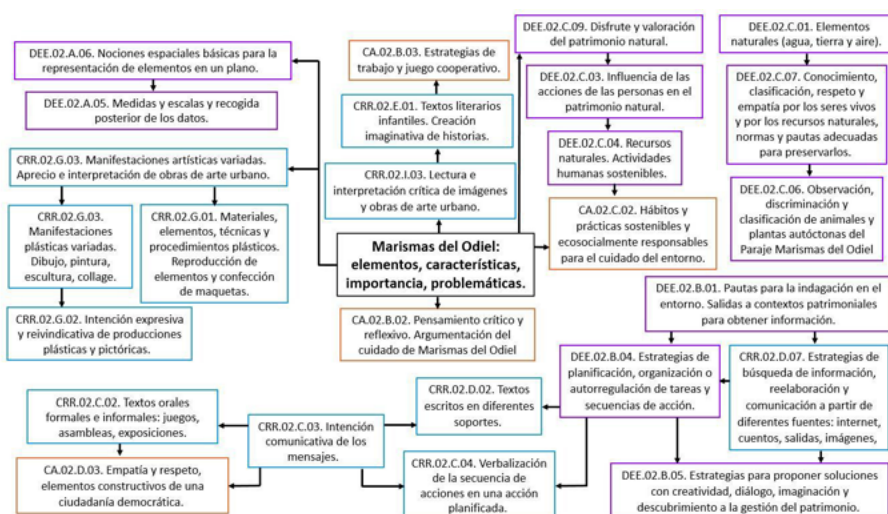 DEE.02.A.06. Nociones espaciales básicas para la
representación de elementos en un plano.
DEE.02.A.05. Medidas y escalas y recogida
posterior de los datos.
CRR.02.G.03. Manifestaciones artísticas variadas.
Aprecio e interpretación de obras de arte urbano.
CRR.02.G.03.
Manifestaciones
plásticas variadas.
Dibujo, pintura,
escultura, collage.
CRR.02.G.01. Materiales,
elementos, técnicas y
procedimientos plásticos.
Reproducción de
elementos y confección
de maquetas.
CRR.02.G.02. Intención expresiva
y reivindicativa de producciones
plásticas y pictóricas.
CA.02.B.03. Estrategias de
trabajo y juego cooperativo.
CRR.02.E.01. Textos literarios
infantiles. Creación
imaginativa de historias.
CRR.02.I.03. Lectura e
interpretación crítica de imágenes
y obras de arte urbano.
Marismas del Odiel:
elementos, características,
importancia, problemáticas.
CA.02.B.02. Pensamiento crítico y
reflexivo. Argumentación del
cuidado de Marismas del Odiel
DEE.02.C.09. Disfrute y valoración
del patrimonio natural.
DEE.02.C.03. Influencia de las
acciones de las personas en el
patrimonio natural.
DEE.02.C.04. Recursos
naturales. Actividades
humanas sostenibles.
CA.02.C.02. Hábitos y
prácticas sostenibles y
ecosocialmente responsables
para el cuidado del entorno.
DEE.02.C.01. Elementos
naturales (agua, tierra y aire).
DEE.02.C.07. Conocimiento,
clasificación, respeto y
empatía por los seres vivos
y por los recursos naturales,
normas y pautas adecuadas
para preservarlos.
DEE.02.C.06. Observación,
discriminación y
clasificación de animales y
plantas autóctonas del
Paraje Marismas del Odiel
DEE.02.B.01. Pautas para la indagación en el
entorno. Salidas a contextos patrimoniales
para obtener información.
DEE.02.B.04. Estrategias de
planificación, organización o
autorregulación de tareas y
secuencias de acción.
CRR.02.D.07. Estrategias de
búsqueda de información,
reelaboración y
comunicación a partir de
diferentes fuentes: internet,
cuentos, salidas, imágenes,
DEE.02.B.05. Estrategias para proponer soluciones
con creatividad, diálogo, imaginación y
descubrimiento a la gestión del patrimonio.
CRR.02.C.02. Textos orales
formales e informales: juegos,
asambleas, exposiciones.
CA.02.D.03. Empatía y respeto,
elementos constructivos de una
ciudadanía democrática.
CRR.02.C.03. Intención
comunicativa de los
mensajes.
CRR.02.D.02. Textos
escritos en diferentes
soportes.
CRR.02.C.04. Verbalización
de la secuencia de
acciones en una acción
planificada.